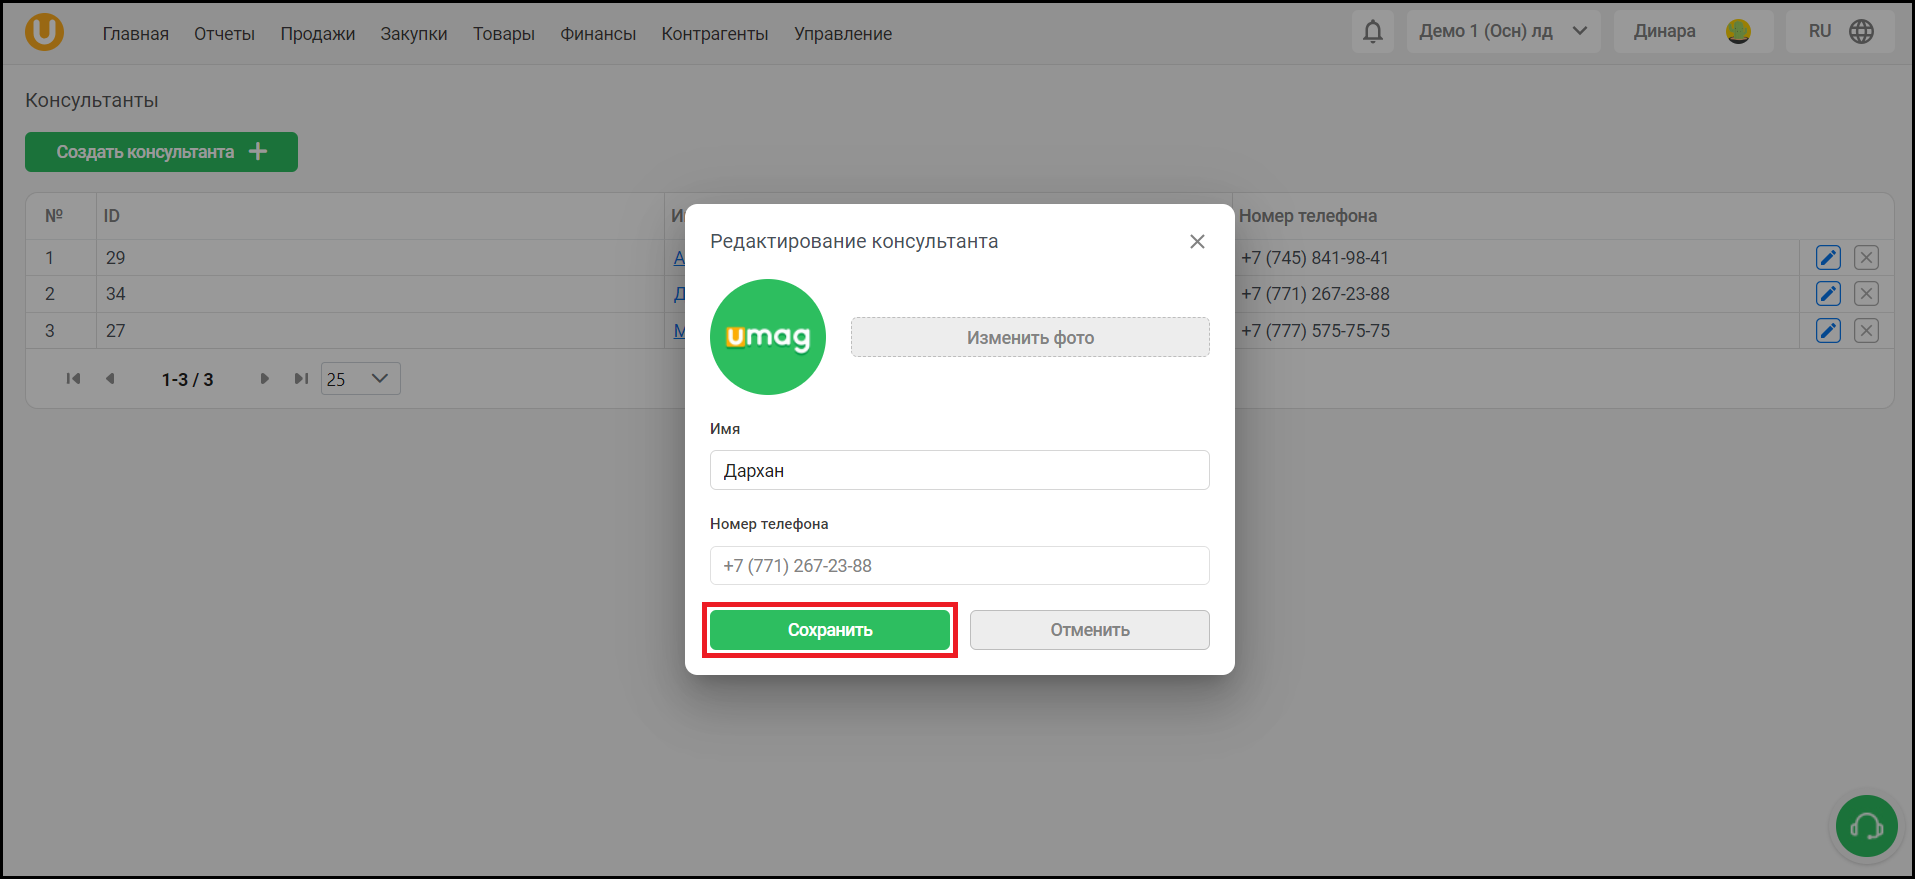 Главная Отчеты Продажи Закупки Товары Финансы Контрагенты Управление Демо 1 (Осн) лд Динара RU
Консультанты
Создать консультанта
№ ID Номер телефона
1 29 +7 (745) 841-98-41
2 34 +7 (771) 267-23-88
3 27 +7 (777) 575-75-75
1-3 / 3 25
Редактирование консультанта
umag
Изменить фото
Имя
Дархан
Номер телефона
+7 (771) 267-23-88
Сохранить Отменить